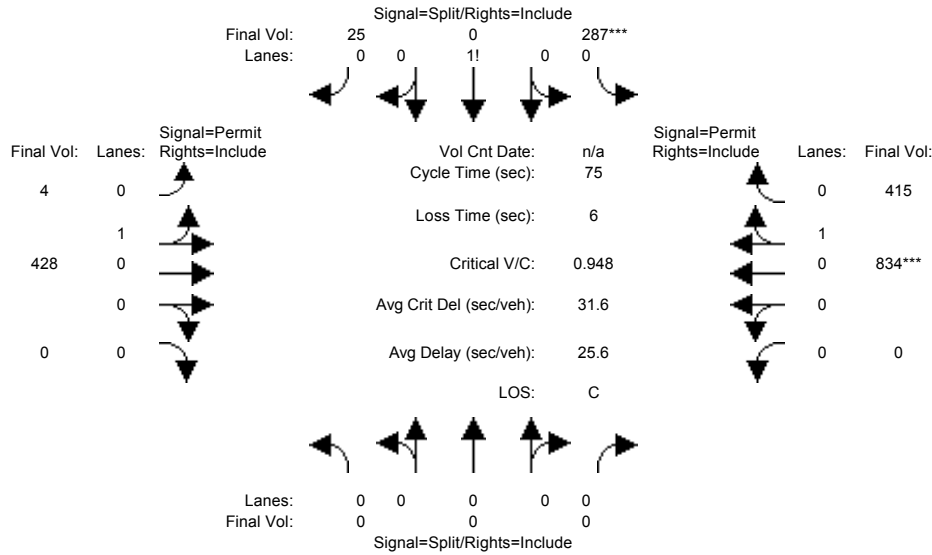 Signal=Split/Rights=Include
Final Vol: 25 0 287***
Lanes: 0 0 1! 0 0
Signal=Permit Signal=Permit
Final Vol: Lanes: Rights=Include Vol Cnt Date: n/a Rights=Include Lanes: Final Vol:
Cycle Time (sec): 75
4 0 0 415
Loss Time (sec): 6
1 1
428 0 Critical V/C: 0.948 0 834***
0 Avg Crit Del (sec/veh): 31.6 0
0 0 Avg Delay (sec/veh): 25.6 0 0
LOS: C
Lanes: 0 0 0 0 0
Final Vol: 0 0 0
Signal=Split/Rights=Include